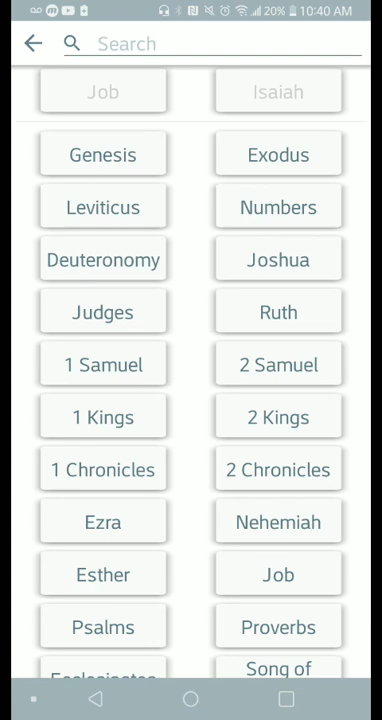 20% 10:40 AM
Search
Job Isaiah
Genesis Exodus
Leviticus Numbers
Deuteronomy Joshua
Judges Ruth
1 Samuel 2 Samuel
1 Kings 2 Kings
1 Chronicles 2 Chronicles
Ezra Nehemiah
Esther Job
Psalms Proverbs
Ecclesiastes Song of